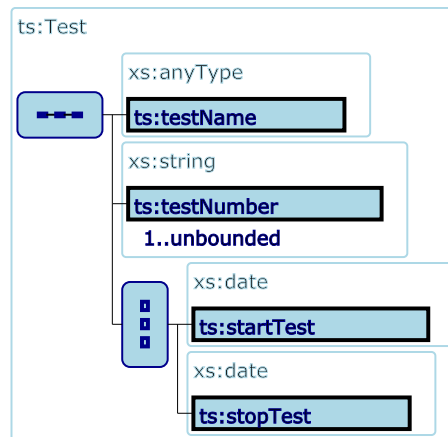 ts:Test
xs:anyType
ts:testName
xs:string
ts:testNumber
1..unbounded
xs:date
ts:startTest
xs:date
ts:stopTest